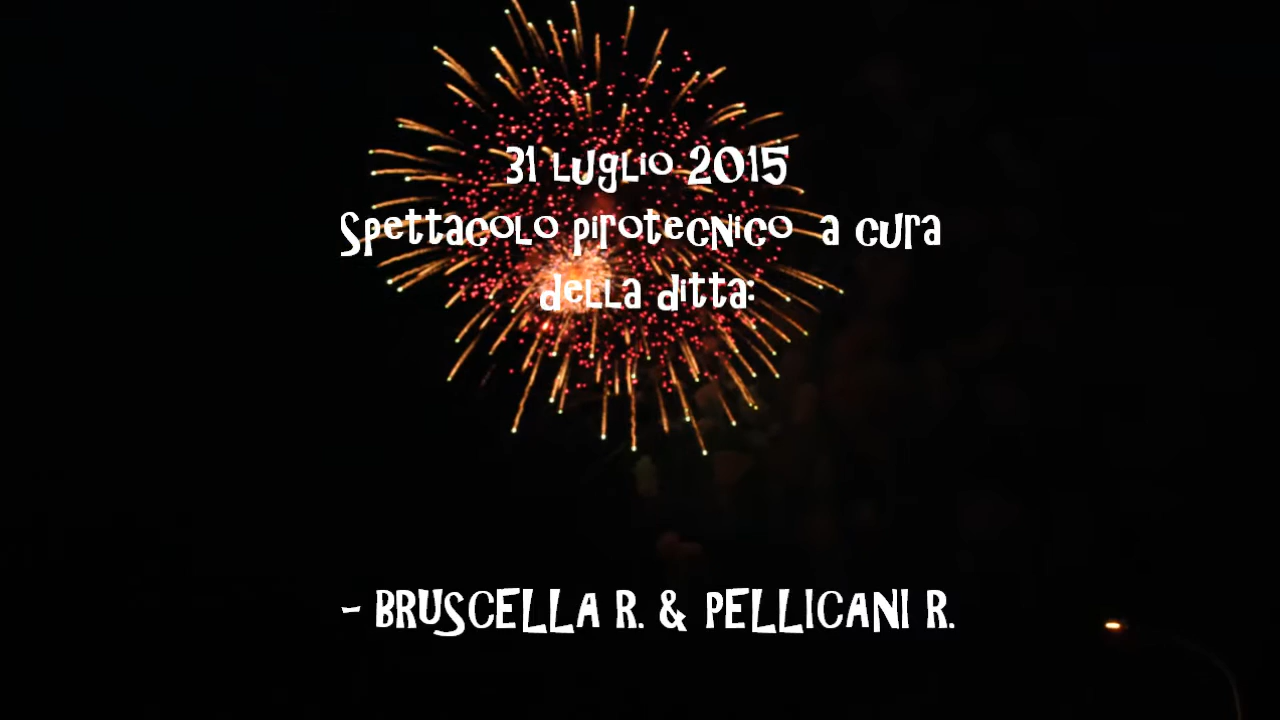 31 Luglio 2015
Spettacolo pirotecnico a cura
della ditta:
- BRUSCELLA R. & PELLICANI R.